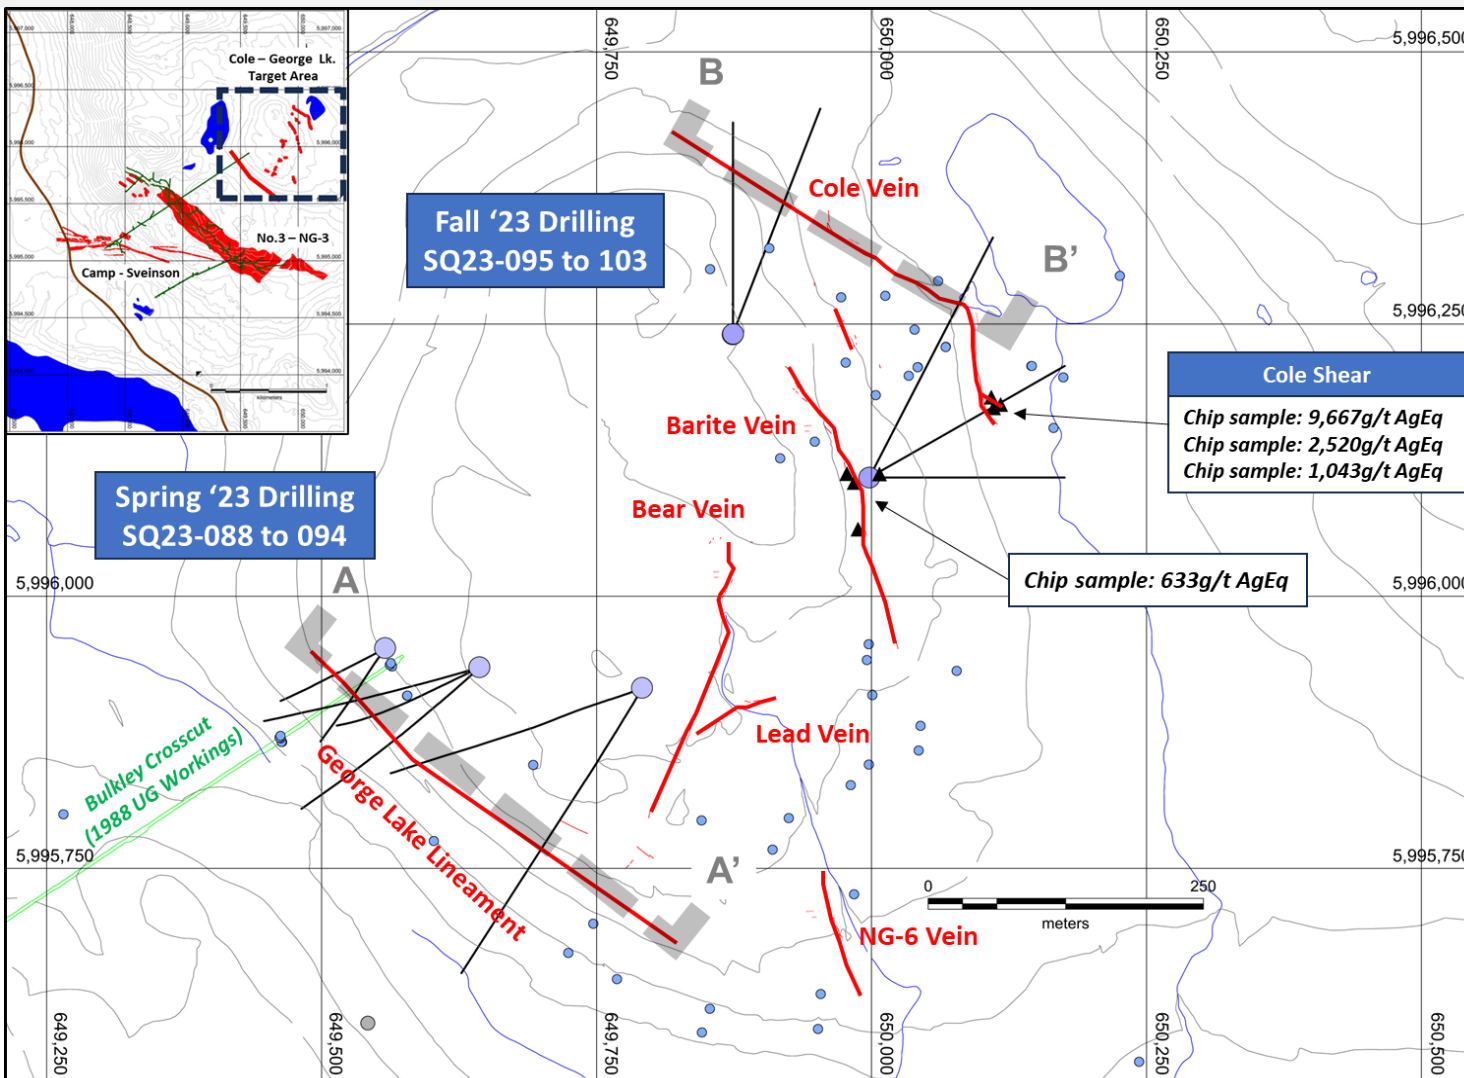 Cole – George Lk.
Target Area
No.3 – NG-3
Camp - Sveinson
kilometers
649,750
650,000
650,250
5,996,500
B
Cole Vein
Fall ‘23 Drilling
SQ23-095 to 103
B’
5,996,250
Cole Shear
Chip sample: 9,667g/t AgEq
Chip sample: 2,520g/t AgEq
Chip sample: 1,043g/t AgEq
Barite Vein
Spring ‘23 Drilling
SQ23-088 to 094
Bear Vein
Chip sample: 633g/t AgEq
5,996,000
5,996,000
A
Lead Vein
Bulkley Crosscut
(1988 UG Workings)
George Lake Lineament
5,995,750
5,995,750
A’
0
250
meters
NG-6 Vein
649,250
649,500
649,750
650,000
650,250
650,500